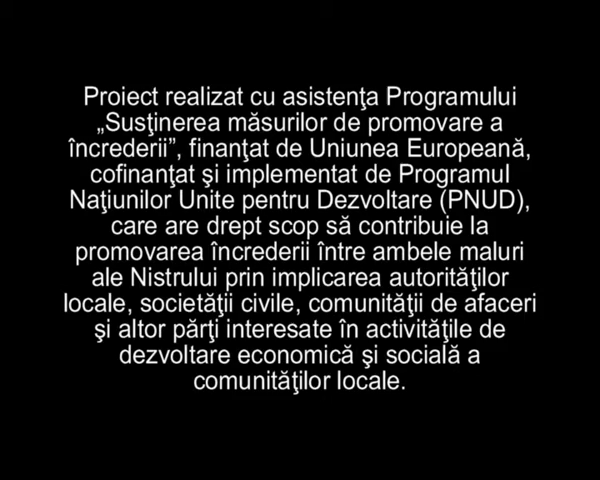 Proiect realizat cu asistenţa Programului
„Susţinerea măsurilor de promovare a
încrederii”, finanţat de Uniunea Europeană,
cofinanţat şi implementat de Programul
Naţiunilor Unite pentru Dezvoltare (PNUD),
care are drept scop să contribuie la
promovarea încrederii între ambele maluri
ale Nistrului prin implicarea autorităţilor
locale, societăţii civile, comunităţii de afaceri
şi altor părţi interesate în activităţile de
dezvoltare economică şi socială a
comunităţilor locale.